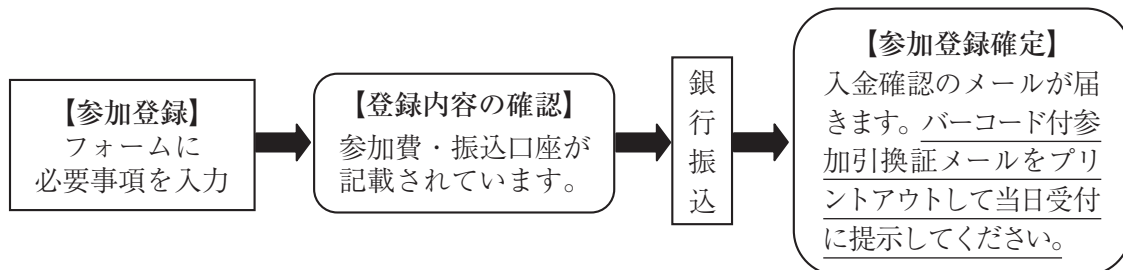 【参加登録】
フォームに
必要事項を入力
【登録内容の確認】
参加費・振込口座が
記載されています。
銀行振込
【参加登録確定】
入金確認のメールが届
きます。バーコード付参
加引換証メールをプリ
ントアウトして当日受付
に提示してください。